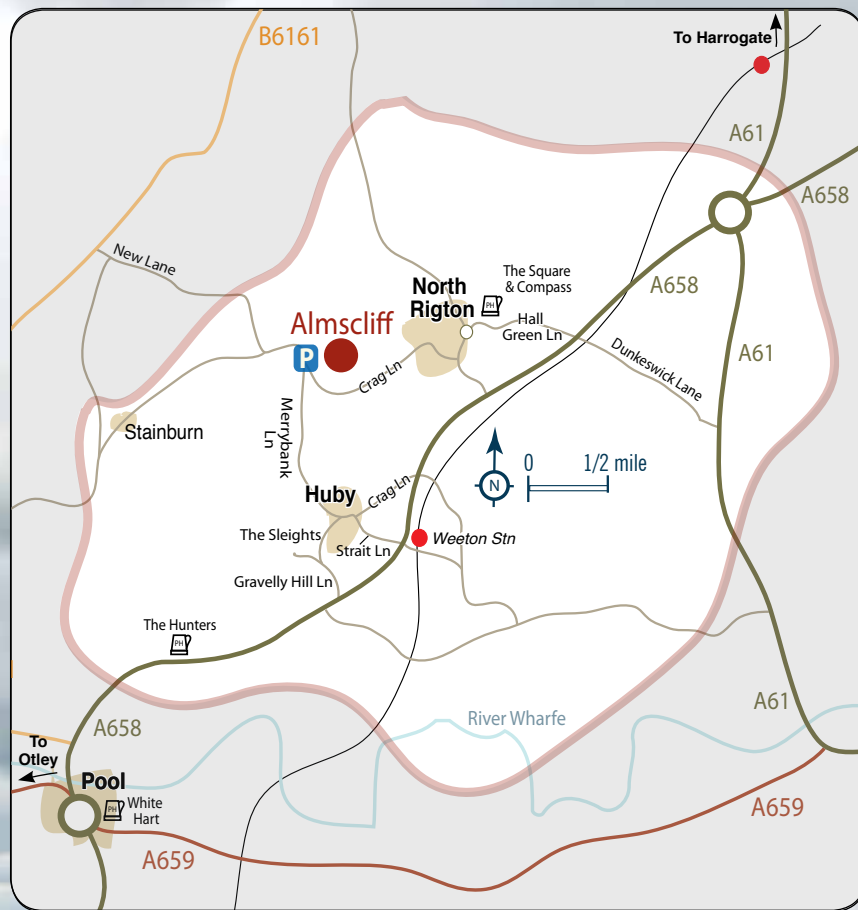 B6161
To Harrogate
A61
A658
New Lane
The Square
& Compass
PH
North
Rigton
A658
Hall
Green Ln
Almscliff
P
A61
Dunkeswick Lane
Crag Ln
Merrybank
Ln
Stainburn
N
0 1/2 mile
Huby
Crag Ln
The Sleights
Strait Ln
Weeton Stn
Gravelly Hill Ln
The Hunters
PH
A61
A658
River Wharfe
To
Otley
Pool
PH
White
Hart
A659
A659